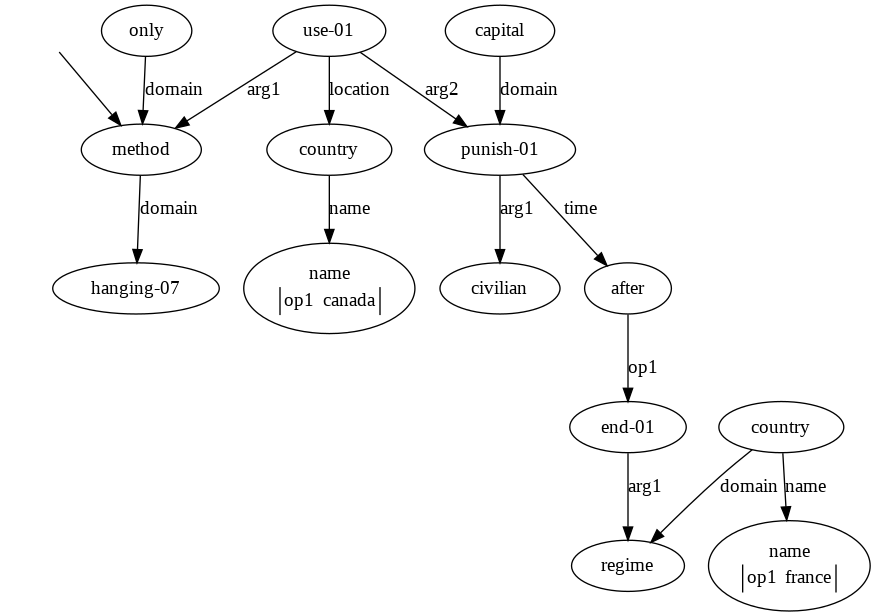 only
use-01
capital
domain
arg1
location
arg2
domain
method
country
punish-01
domain
name
arg1
time
hanging-07
name
op1 canada
civilian
after
op1
end-01
country
arg1
domain
name
regime
name
op1 france